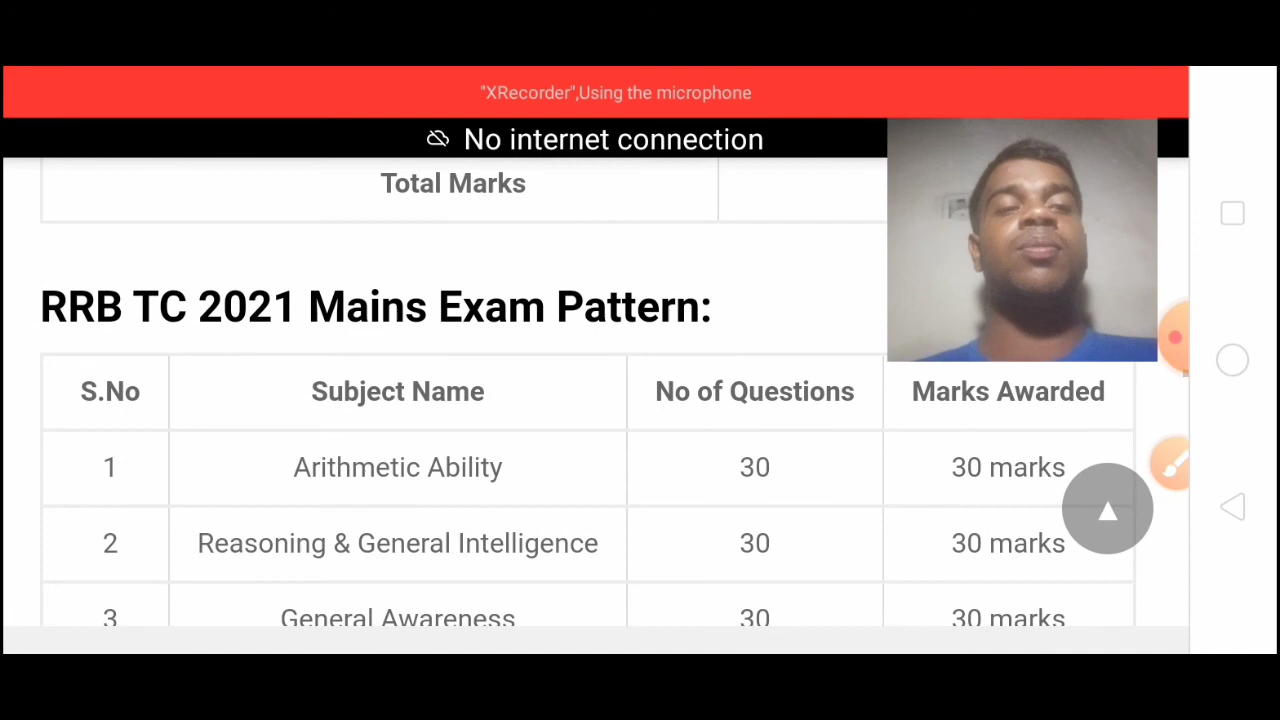 "XRecorder",Using the microphone
No internet connection
Total Marks
RRB TC 2021 Mains Exam Pattern:
S.No Subject Name No of Questions Marks Awarded
1 Arithmetic Ability 30 30 marks
2 Reasoning & General Intelligence 30 30 marks
3 General Awareness 30 30 marks